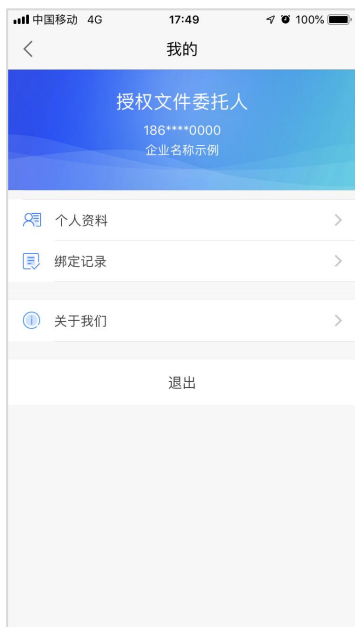 中国移动 4G 17:49 100%
我的
授权文件委托人
186****0000
企业名称示例
个人资料
绑定记录
关于我们
退出